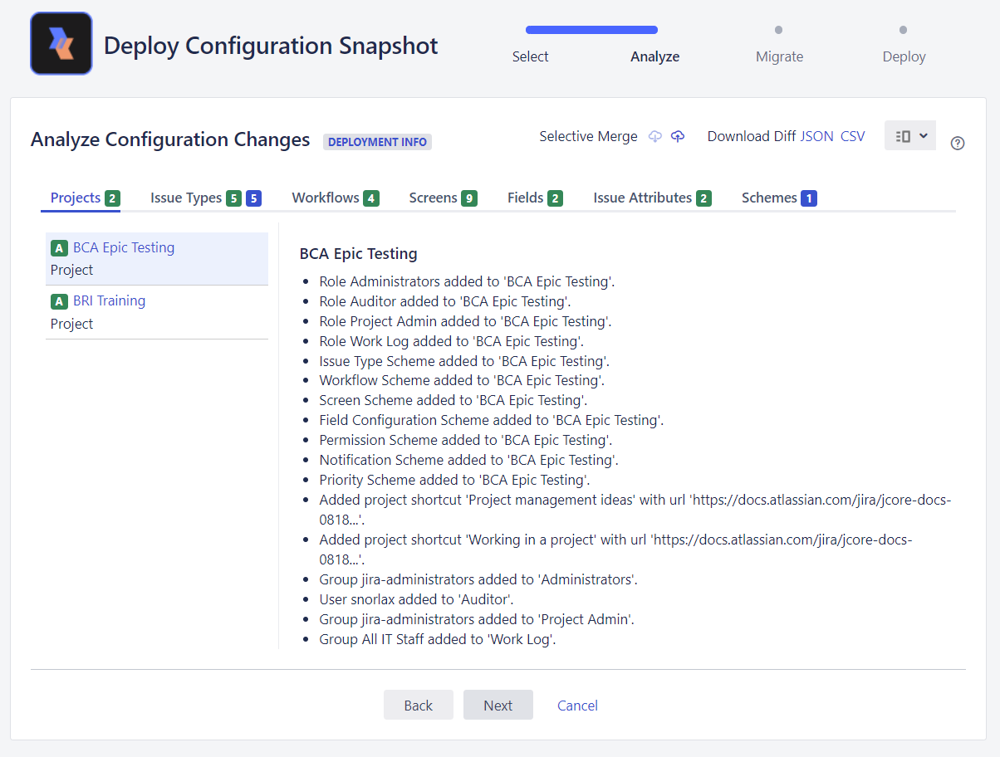 Deploy Configuration Snapshot
Select
Analyze
Migrate
Deploy
Analyze Configuration Changes
DEPLOYMENT INFO
Selective Merge
Download Diff JSON CSV
Projects 2
Issue Types 5 5
Workflows 4
Screens 9
Fields 2
Issue Attributes 2
Schemes 1
A BCA Epic Testing
Project
A BRI Training
Project
BCA Epic Testing
• Role Administrators added to 'BCA Epic Testing'.
• Role Auditor added to 'BCA Epic Testing'.
• Role Project Admin added to 'BCA Epic Testing'.
• Role Work Log added to 'BCA Epic Testing'.
• Issue Type Scheme added to 'BCA Epic Testing'.
• Workflow Scheme added to 'BCA Epic Testing'.
• Screen Scheme added to 'BCA Epic Testing'.
• Field Configuration Scheme added to 'BCA Epic Testing'.
• Permission Scheme added to 'BCA Epic Testing'.
• Notification Scheme added to 'BCA Epic Testing'.
• Priority Scheme added to 'BCA Epic Testing'.
• Added project shortcut 'Project management ideas' with url 'https://docs.atlassian.com/jira/jcore-docs-
0818...'.
• Added project shortcut 'Working in a project' with url 'https://docs.atlassian.com/jira/jcore-docs-
0818...'.
• Group jira-administrators added to 'Administrators'.
• User snorlax added to 'Auditor'.
• Group jira-administrators added to 'Project Admin'.
• Group All IT Staff added to 'Work Log'.
Back
Next
Cancel